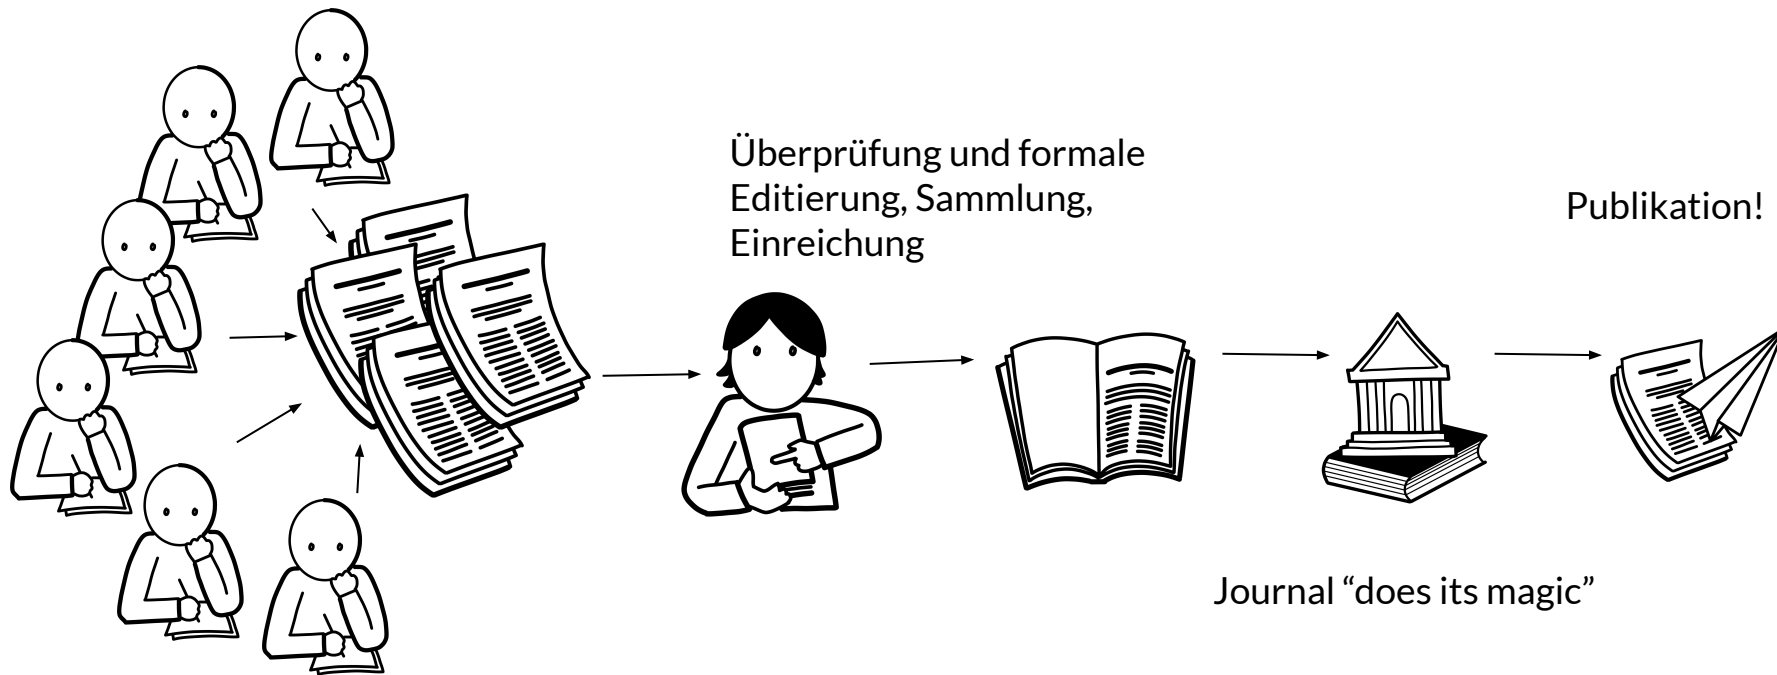 Überprüfung und formale
Editierung, Sammlung,
Einreichung
Publikation!
Journal “does its magic”